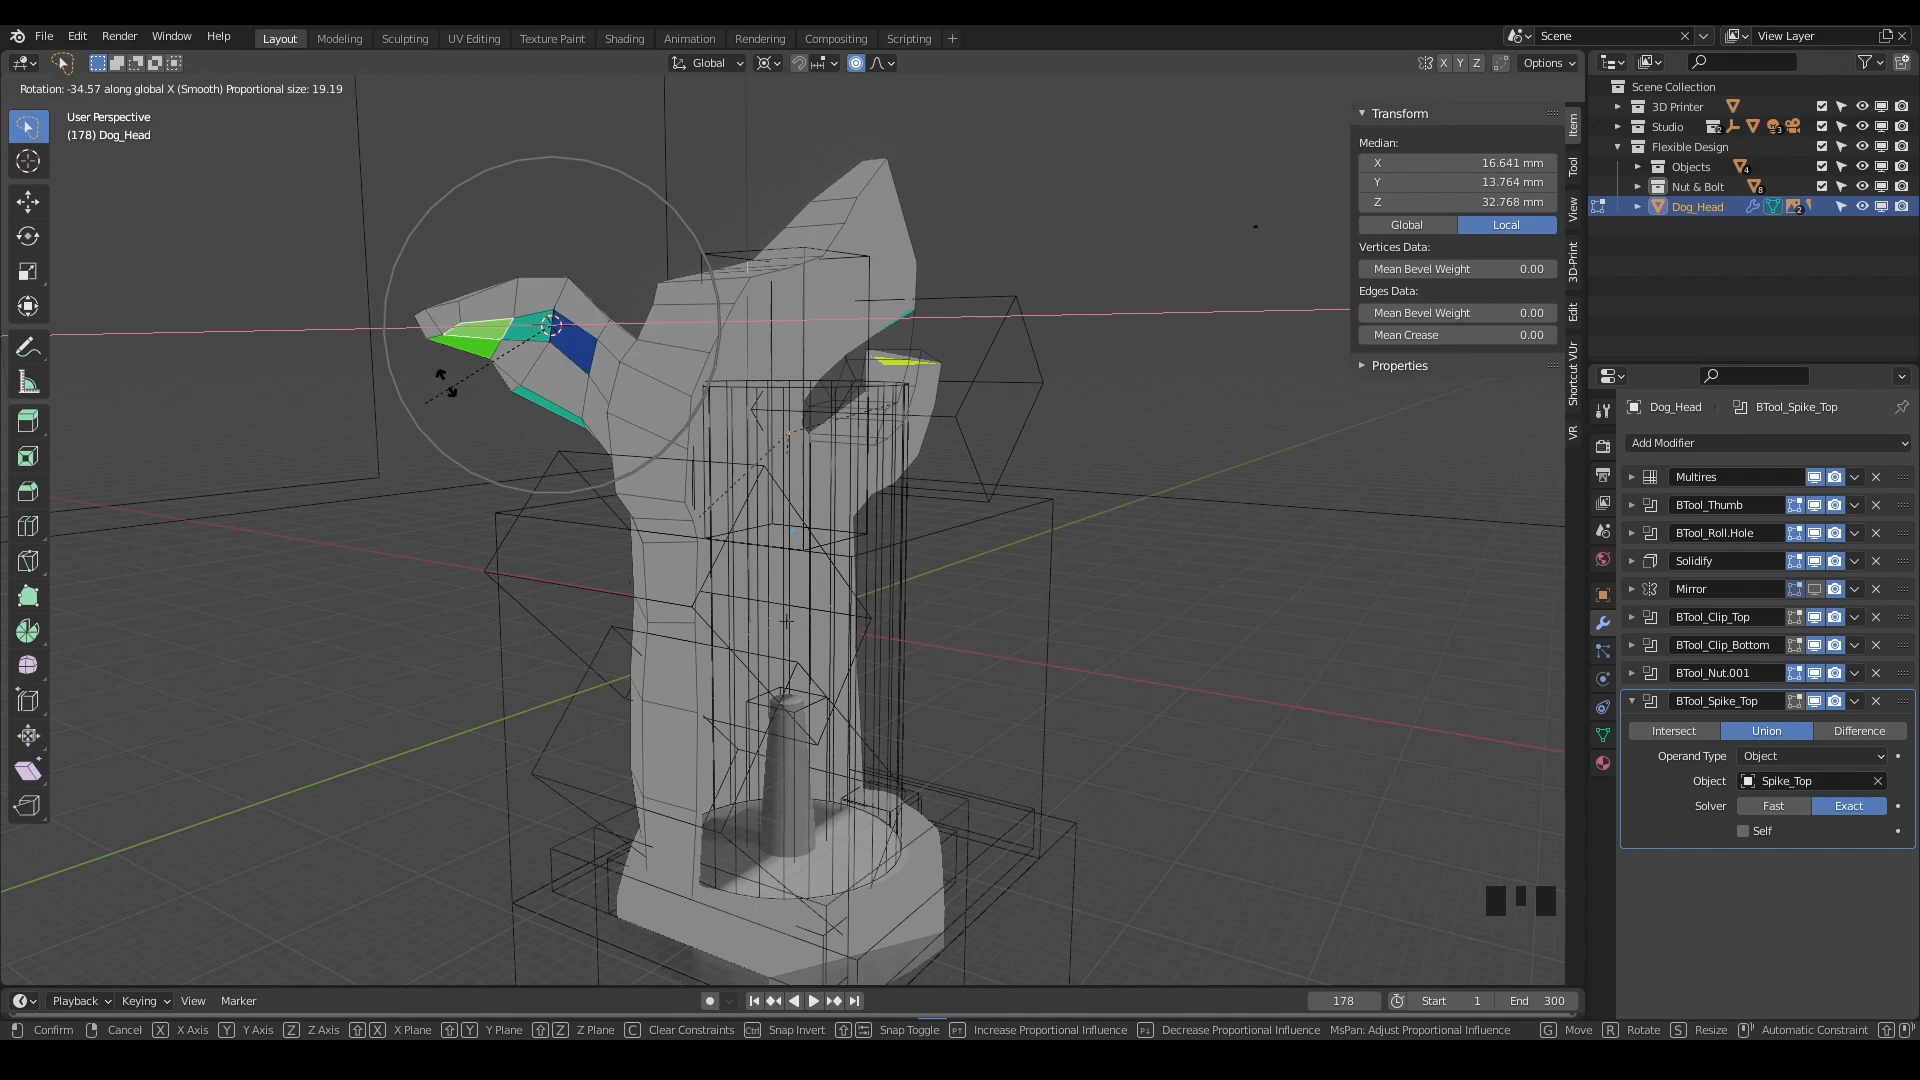 File Edit Render Window Help Layout Modeling Sculpting UV Editing Texture Paint Shading Animation Rendering Compositing Scripting + Scene View Layer
Global X Y Z Options
Rotation: -34.57 along global X (Smooth) Proportional size: 19.19
User Perspective
(178) Dog_Head
Transform
Median:
X 16.641 mm
Y 13.764 mm
Z 32.768 mm
Global Local
Vertices Data:
Mean Bevel Weight 0.00
Edges Data:
Mean Bevel Weight 0.00
Mean Crease 0.00
Properties
Item
Tool
View
3D-Print
Edit
Shortcut VUr
VR
Scene Collection
3D Printer
Studio 2 3
Flexible Design
Objects 4
Nut & Bolt 8
Dog_Head 2
Dog_Head BTool_Spike_Top
Add Modifier
Multires
BTool_Thumb
BTool_Roll.Hole
Solidify
Mirror
BTool_Clip_Top
BTool_Clip_Bottom
BTool_Nut.001
BTool_Spike_Top
Intersect Union Difference
Operand Type Object
Object Spike_Top
Solver Fast Exact
Self
Playback Keying View Marker 178 Start 1 End 300
Confirm Cancel X X Axis Y Y Axis Z Z Axis X X Plane Y Y Plane Z Z Plane C Clear Constraints Ctrl Snap Invert Snap Toggle Increase Proportional Influence Decrease Proportional Influence MsPan: Adjust Proportional Influence G Move R Rotate S Resize Automatic Constraint